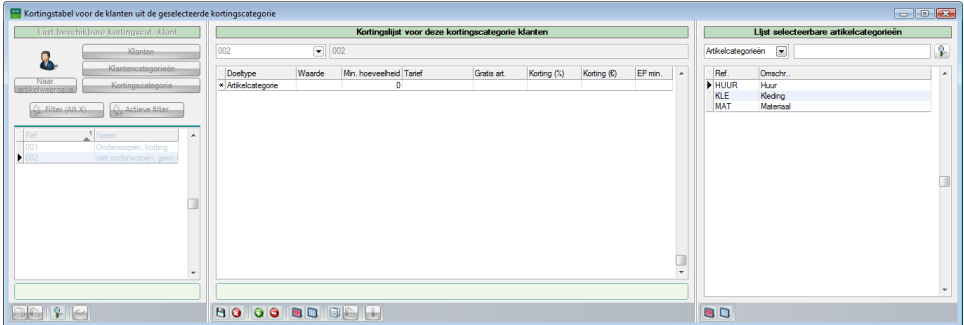 Kortingstabel voor de klanten uit de geselecteerde kortingscategorie
Lijst beschikbare kortingscat. klant
Klanten
Klantencategorieën
Naar artikelweergave
Kortingscategorie
Filter (Alt X)
Actieve filter
Ref. 1 Naam
001 Onderworpen, korting
002 niet onderworpen, geen
Kortingslijst voor deze kortingscategorie klanten
002 002
Doeltype Waarde Min. hoeveelheid Tarief Gratis art. Korting (%) Korting (€) EP min.
Artikelcategorie 0
LIjst selecteerbare artikelcategorieën
Artikelcategorieën
Ref. Omschr..
HUUR Huur
KLE Kleding
MAT Materiaal